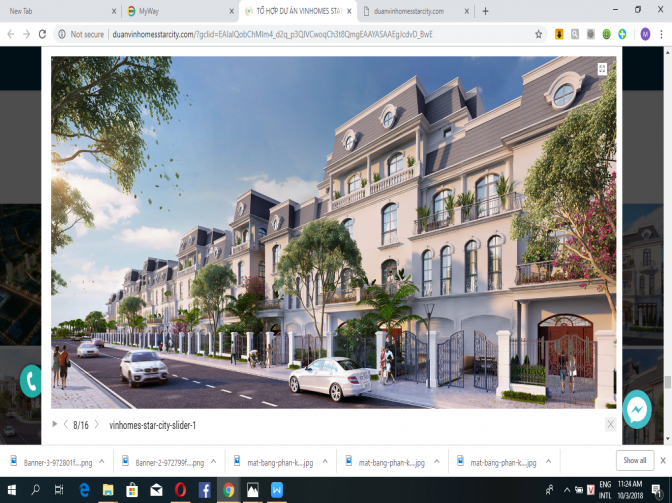 New Tab
MyWay
TỔ HỢP DỰ ÁN VINHOMES STAR
duanvinhomesstarcity.com
Not secure
duanvinhomesstarcity.com/?gclid=EAIaIQobChMIm4_d2q_p3QIVCwoqCh3t8QmgEAAYASAAEgJcdvD_BwE
M
8/16
vinhomes-star-city-slider-1
Banner-3-972801f....png
Banner-2-972799f....png
mat-bang-phan-k....jpg
mat-bang-phan-k....jpg
mat-bang-phan-k....jpg
Show all
ENG
INTL
11:24 AM
10/3/2018